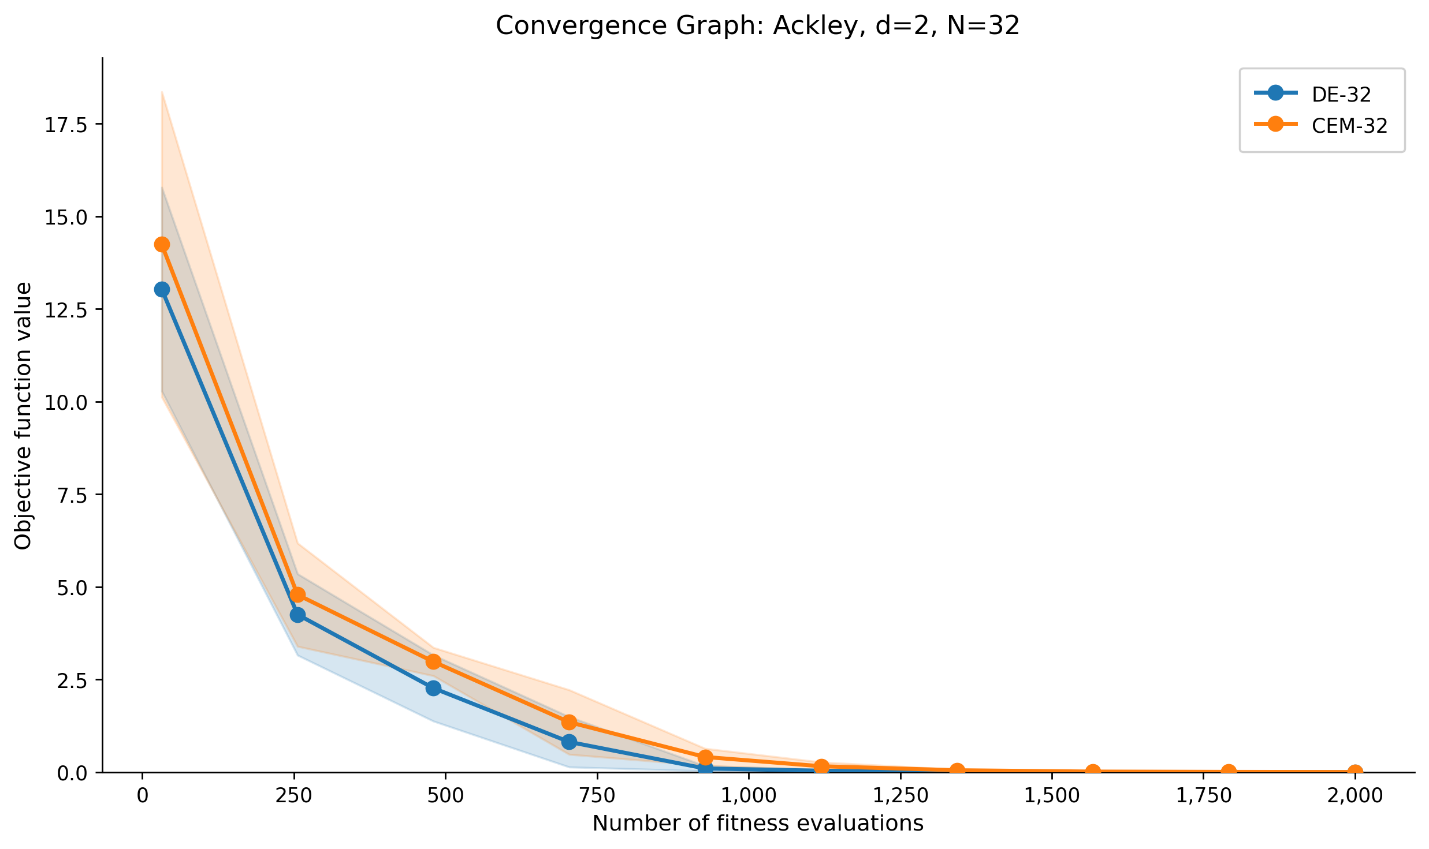 Convergence Graph: Ackley, d=2, N=32
DE-32
CEM-32
Objective function value
17.5
15.0
12.5
10.0
7.5
5.0
2.5
0.0
0 250 500 750 1,000 1,250 1,500 1,750 2,000
Number of fitness evaluations